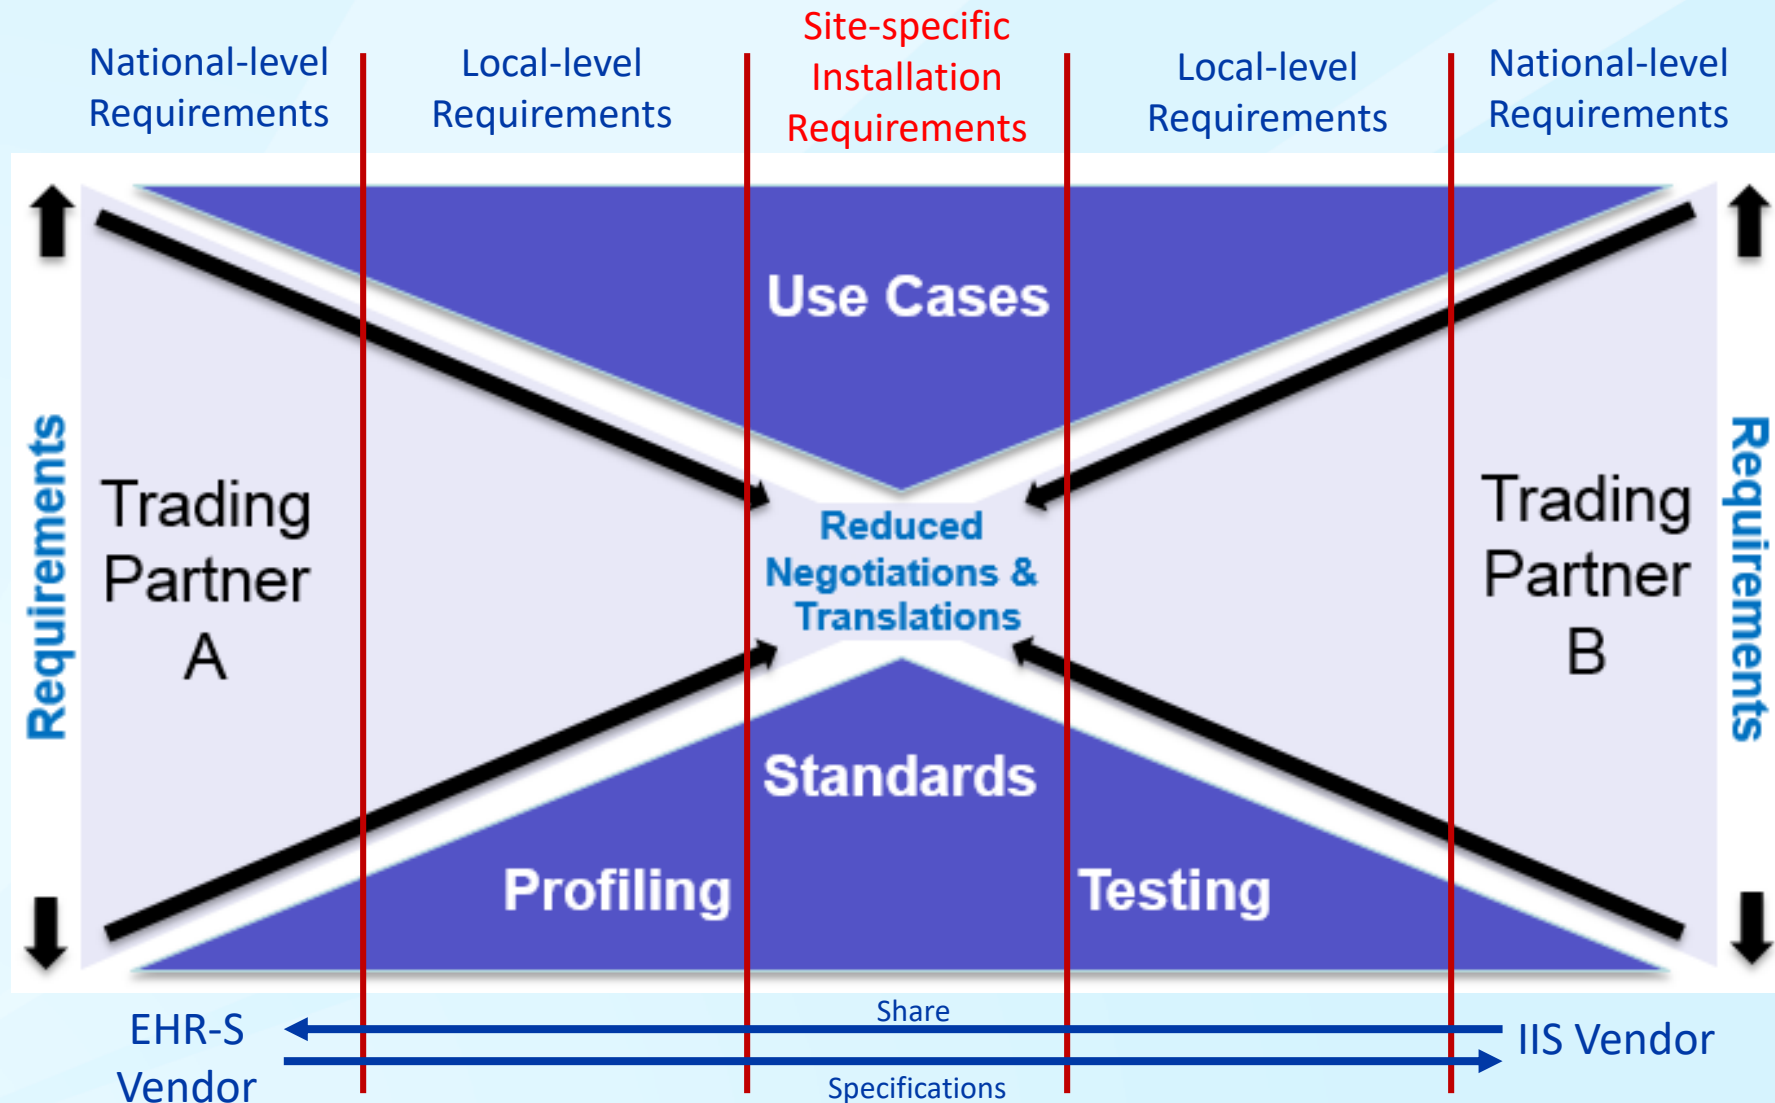 National-level
Requirements
Local-level
Requirements
Site-specific
Installation
Requirements
Local-level
Requirements
National-level
Requirements
Use Cases
Requirements
Trading
Partner
A
Reduced
Negotiations &
Translations
Trading
Partner
B
Requirements
Standards
Profiling
Testing
EHR-S
Vendor
Share
Specifications
IIS Vendor